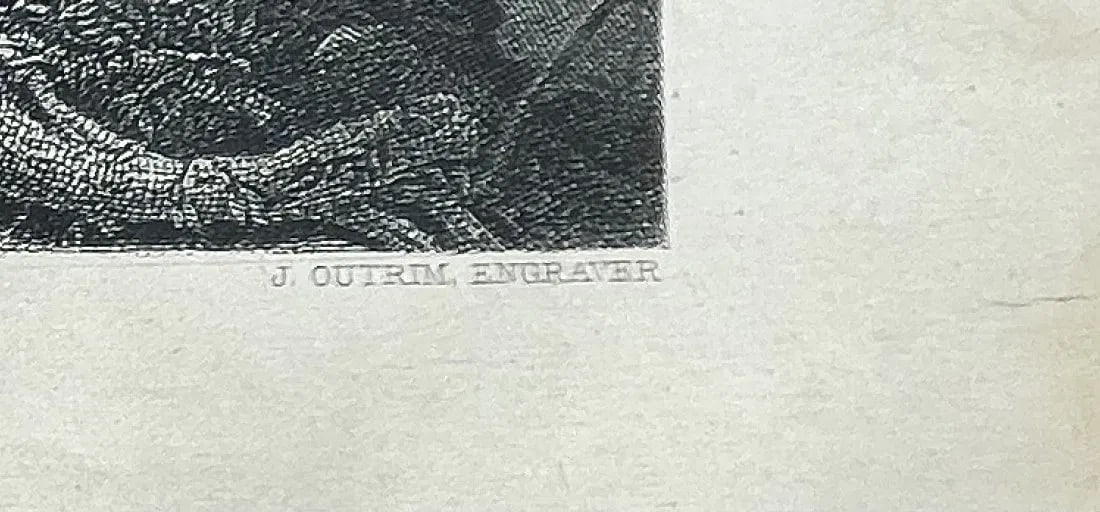 J. OUTRIM, ENGRAVER